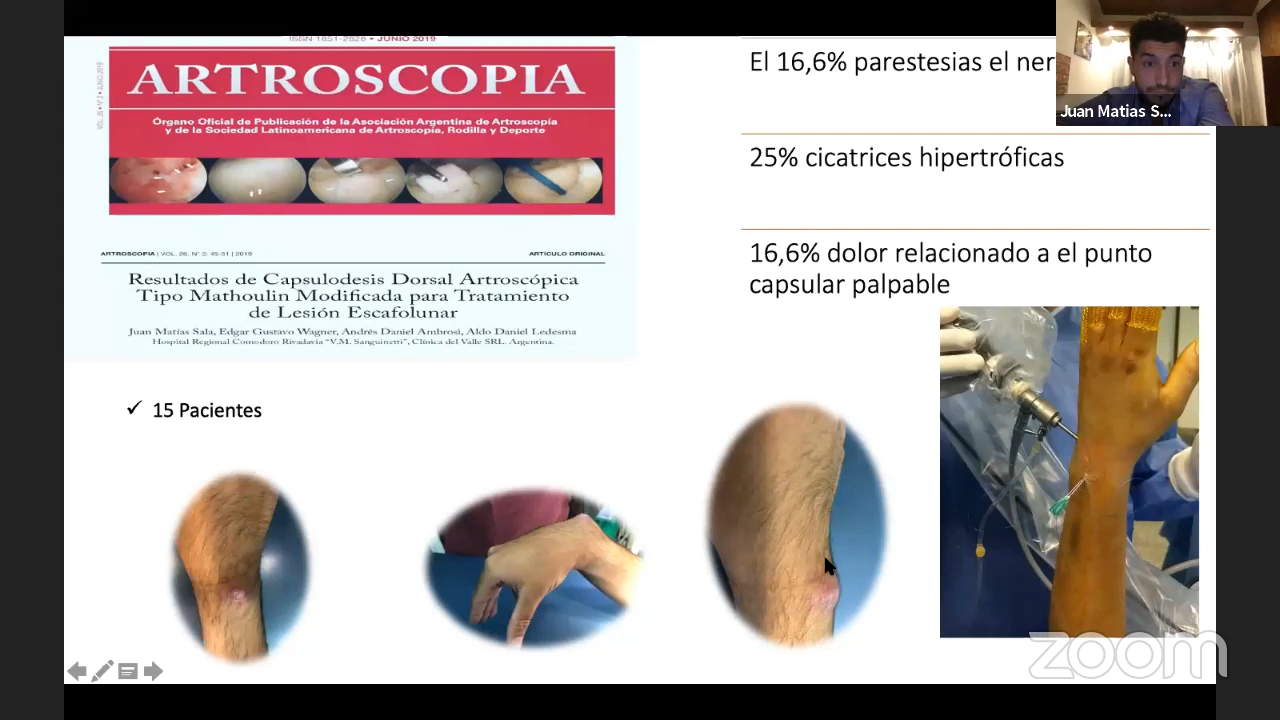 ISSN 1851-2828 • JUNIO 2019
ARTROSCOPIA
Órgano Oficial de Publicación de la Asociación Argentina de Artroscopia
y de la Sociedad Latinoamericana de Artroscopia, Rodilla y Deporte
ARTROSCOPIA | VOL. 26, N° 2: 45-51 | 2019
ARTÍCULO ORIGINAL
Resultados de Capsulodesis Dorsal Artroscópica
Tipo Mathoulin Modificada para Tratamiento
de Lesión Escafolunar
Juan Matías Sala, Edgar Gustavo Wagner, Andrés Daniel Ambrosi, Aldo Daniel Ledesma
Hospital Regional Comodoro Rivadavia "V.M. Sanguinetti", Clínica del Valle SRL. Argentina.
✓ 15 Pacientes
El 16,6% parestesias el ner
25% cicatrices hipertróficas
16,6% dolor relacionado a el punto
capsular palpable
Juan Matias S...
zoom